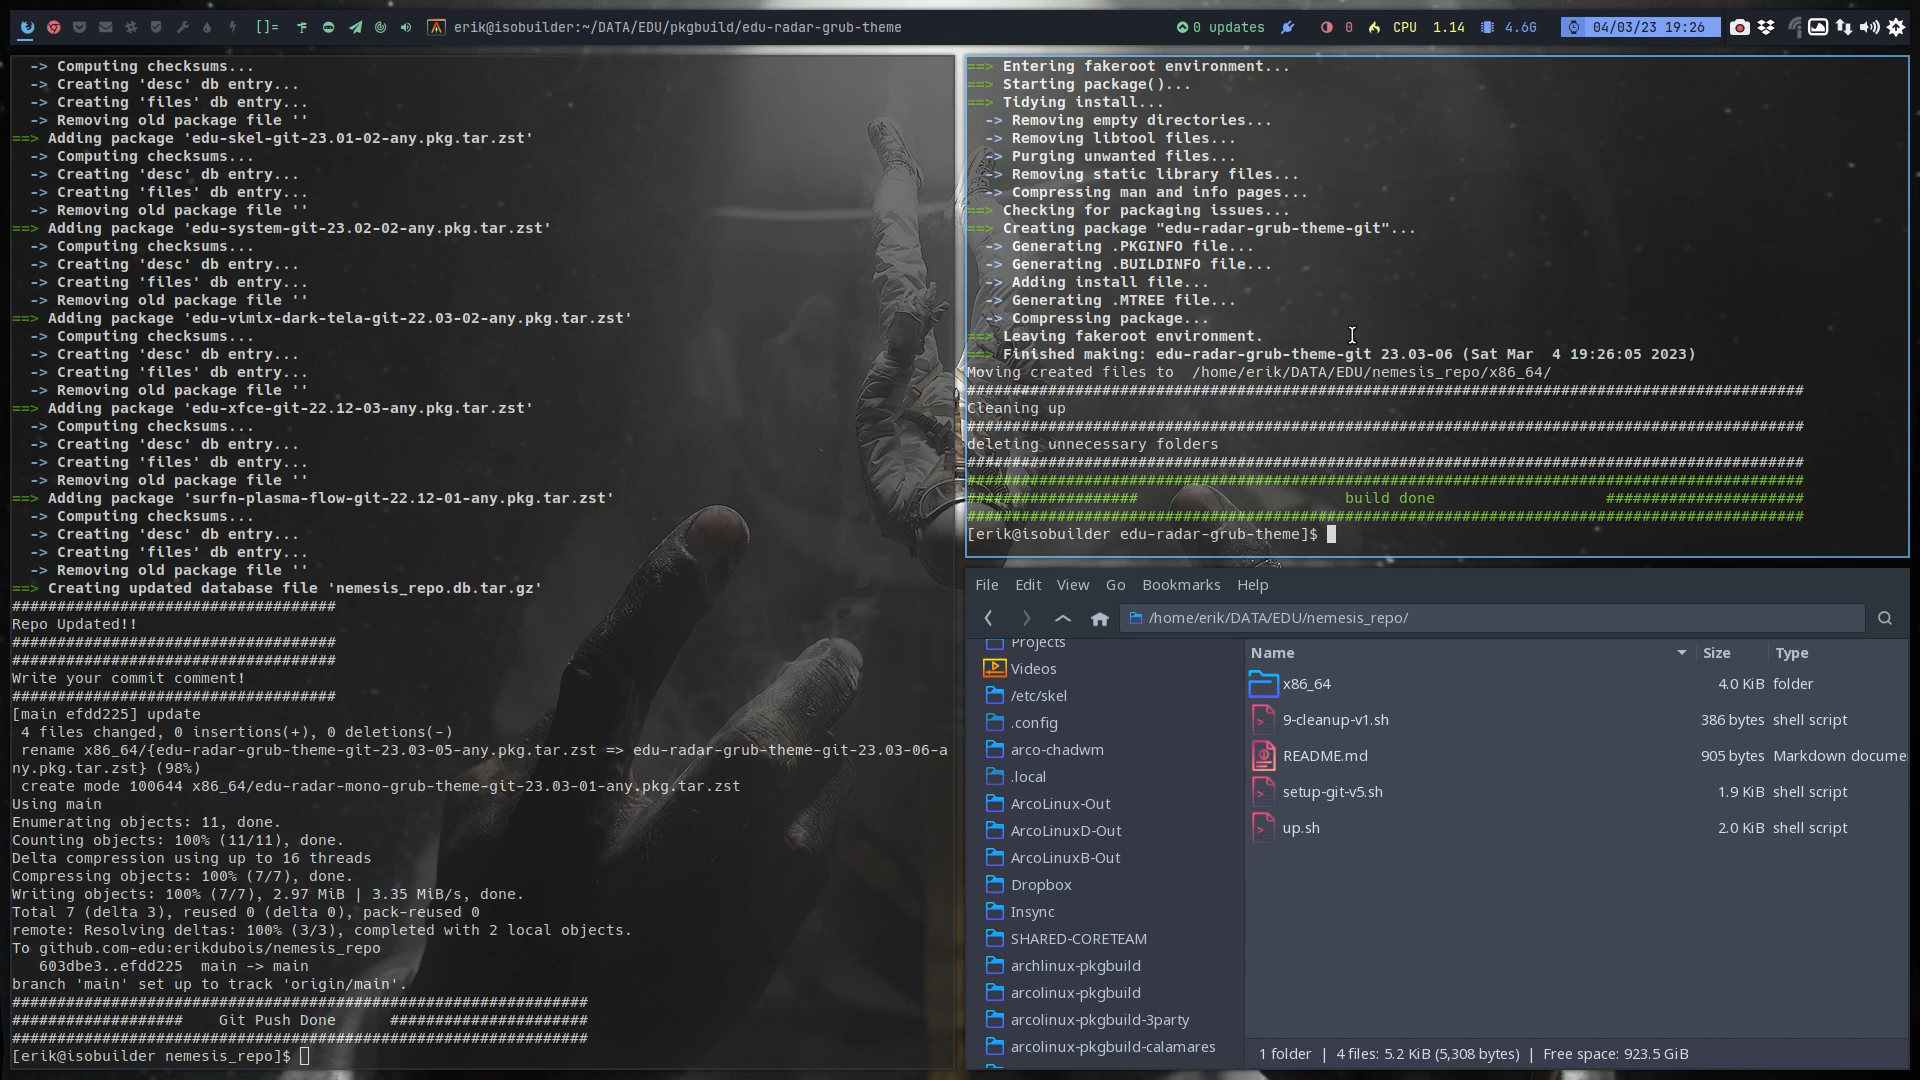 []= erik@isobuilder:~/DATA/EDU/pkgbuild/edu-radar-grub-theme 0 updates 0 CPU 1.14 4.6G 04/03/23 19:26
-> Computing checksums...
-> Creating 'desc' db entry...
-> Creating 'files' db entry...
-> Removing old package file ''
==> Adding package 'edu-skel-git-23.01-02-any.pkg.tar.zst'
-> Computing checksums...
-> Creating 'desc' db entry...
-> Creating 'files' db entry...
-> Removing old package file ''
==> Adding package 'edu-system-git-23.02-02-any.pkg.tar.zst'
-> Computing checksums...
-> Creating 'desc' db entry...
-> Creating 'files' db entry...
-> Removing old package file ''
==> Adding package 'edu-vimix-dark-tela-git-22.03-02-any.pkg.tar.zst'
-> Computing checksums...
-> Creating 'desc' db entry...
-> Creating 'files' db entry...
-> Removing old package file ''
==> Adding package 'edu-xfce-git-22.12-03-any.pkg.tar.zst'
-> Computing checksums...
-> Creating 'desc' db entry...
-> Creating 'files' db entry...
-> Removing old package file ''
==> Adding package 'surfn-plasma-flow-git-22.12-01-any.pkg.tar.zst'
-> Computing checksums...
-> Creating 'desc' db entry...
-> Creating 'files' db entry...
-> Removing old package file ''
==> Creating updated database file 'nemesis_repo.db.tar.gz'
####################################
Repo Updated!!
####################################
####################################
Write your commit comment!
####################################
[main efdd225] update
4 files changed, 0 insertions(+), 0 deletions(-)
rename x86_64/{edu-radar-grub-theme-git-23.03-05-any.pkg.tar.zst => edu-radar-grub-theme-git-23.03-06-a
ny.pkg.tar.zst} (98%)
create mode 100644 x86_64/edu-radar-mono-grub-theme-git-23.03-01-any.pkg.tar.zst
Using main
Enumerating objects: 11, done.
Counting objects: 100% (11/11), done.
Delta compression using up to 16 threads
Compressing objects: 100% (7/7), done.
Writing objects: 100% (7/7), 2.97 MiB | 3.35 MiB/s, done.
Total 7 (delta 3), reused 0 (delta 0), pack-reused 0
remote: Resolving deltas: 100% (3/3), completed with 2 local objects.
To github.com-edu:erikdubois/nemesis_repo
603dbe3..efdd225  main -> main
branch 'main' set up to track 'origin/main'.
################################################################
################### Git Push Done ######################
################################################################
[erik@isobuilder nemesis_repo]$
==> Entering fakeroot environment...
==> Starting package()...
==> Tidying install...
-> Removing empty directories...
-> Removing libtool files...
-> Purging unwanted files...
-> Removing static library files...
-> Compressing man and info pages...
==> Checking for packaging issues...
==> Creating package "edu-radar-grub-theme-git"...
-> Generating .PKGINFO file...
-> Generating .BUILDINFO file...
-> Adding install file...
-> Generating .MTREE file...
-> Compressing package...
==> Leaving fakeroot environment.
==> Finished making: edu-radar-grub-theme-git 23.03-06 (Sat Mar  4 19:26:05 2023)
Moving created files to  /home/erik/DATA/EDU/nemesis_repo/x86_64/
#############################################################################################
Cleaning up
#############################################################################################
deleting unnecessary folders
#############################################################################################
#############################################################################################
################### build done ######################
#############################################################################################
[erik@isobuilder edu-radar-grub-theme]$
File Edit View Go Bookmarks Help
/home/erik/DATA/EDU/nemesis_repo/
Projects
Videos
/etc/skel
.config
arco-chadwm
.local
ArcoLinux-Out
ArcoLinuxD-Out
ArcoLinuxB-Out
Dropbox
Insync
SHARED-CORETEAM
archlinux-pkgbuild
arcolinux-pkgbuild
arcolinux-pkgbuild-3party
arcolinux-pkgbuild-calamares
Name Size Type
x86_64 4.0 KiB folder
9-cleanup-v1.sh 386 bytes shell script
README.md 905 bytes Markdown docume
setup-git-v5.sh 1.9 KiB shell script
up.sh 2.0 KiB shell script
1 folder | 4 files: 5.2 KiB (5,308 bytes) | Free space: 923.5 GiB